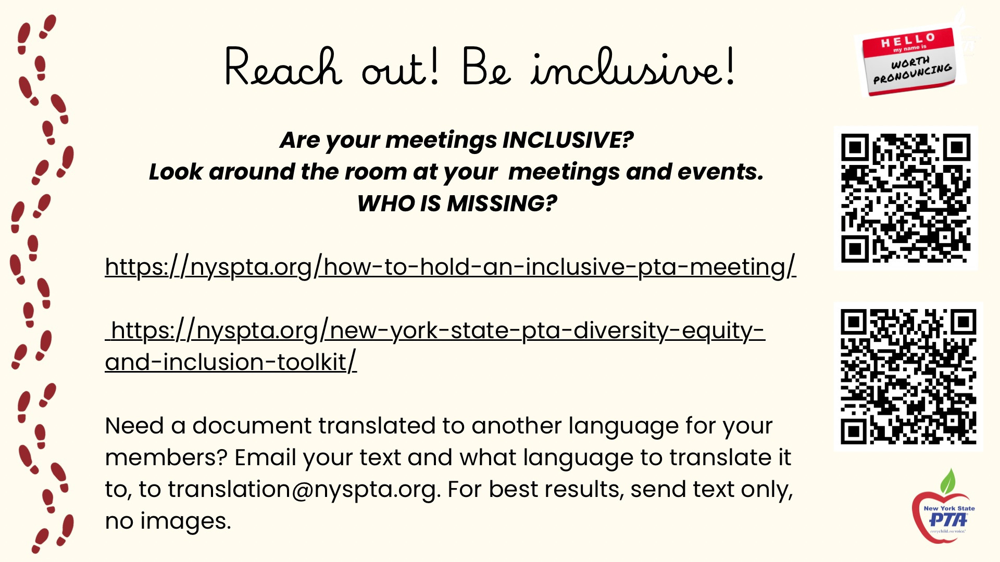 Reach out! Be inclusive!
HELLO
my name is
WORTH
PRONOUNCING
Are your meetings INCLUSIVE?
Look around the room at your  meetings and events.
WHO IS MISSING?
https://nyspta.org/how-to-hold-an-inclusive-pta-meeting/
https://nyspta.org/new-york-state-pta-diversity-equity-
and-inclusion-toolkit/
Need a document translated to another language for your
members? Email your text and what language to translate it
to, to translation@nyspta.org. For best results, send text only,
no images.
New York State
PTA
everychild.onevoice.®